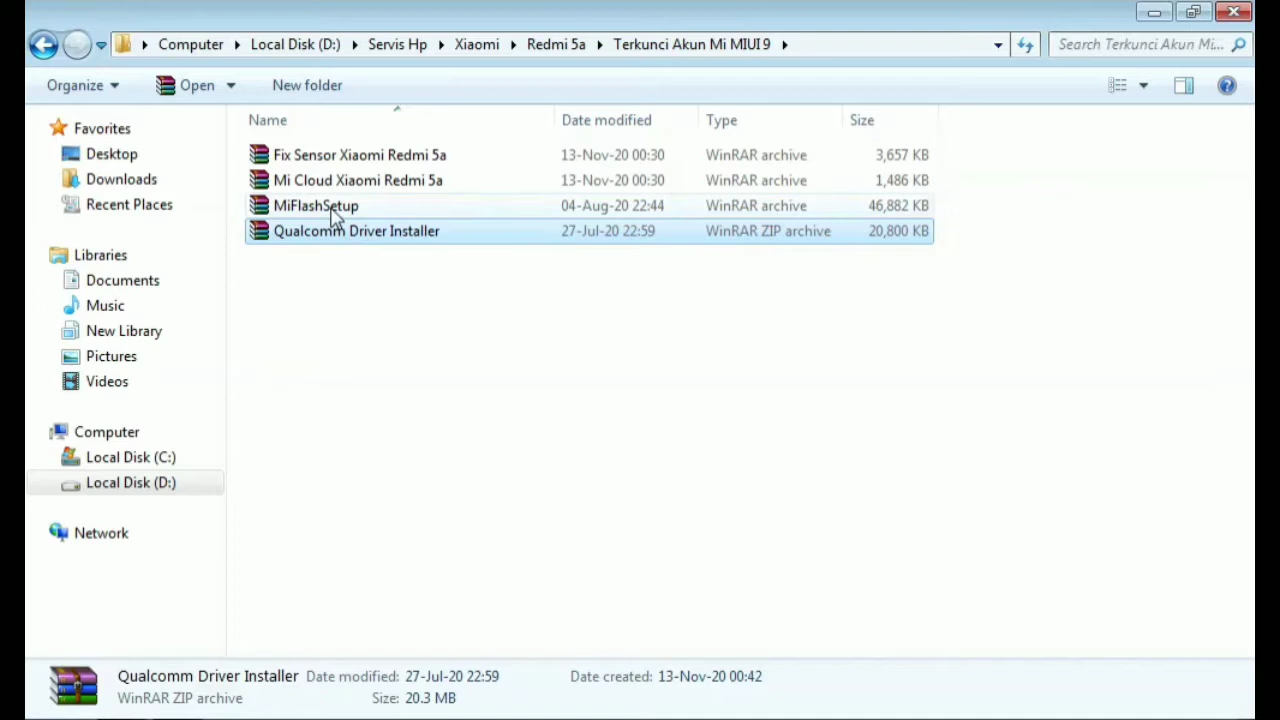 Computer Local Disk (D:) Servis Hp Xiaomi Redmi 5a Terkunci Akun Mi MIUI 9 Search Terkunci Akun Mi...
Organize Open New folder
Name Date modified Type Size
Favorites
Desktop
Downloads
Recent Places
Libraries
Documents
Music
New Library
Pictures
Videos
Computer
Local Disk (C:)
Local Disk (D:)
Network
Fix Sensor Xiaomi Redmi 5a 13-Nov-20 00:30 WinRAR archive 3,657 KB
Mi Cloud Xiaomi Redmi 5a 13-Nov-20 00:30 WinRAR archive 1,486 KB
MiFlashSetup 04-Aug-20 22:44 WinRAR archive 46,882 KB
Qualcomm Driver Installer 27-Jul-20 22:59 WinRAR ZIP archive 20,800 KB
Qualcomm Driver Installer Date modified: 27-Jul-20 22:59 Date created: 13-Nov-20 00:42
WinRAR ZIP archive Size: 20.3 MB